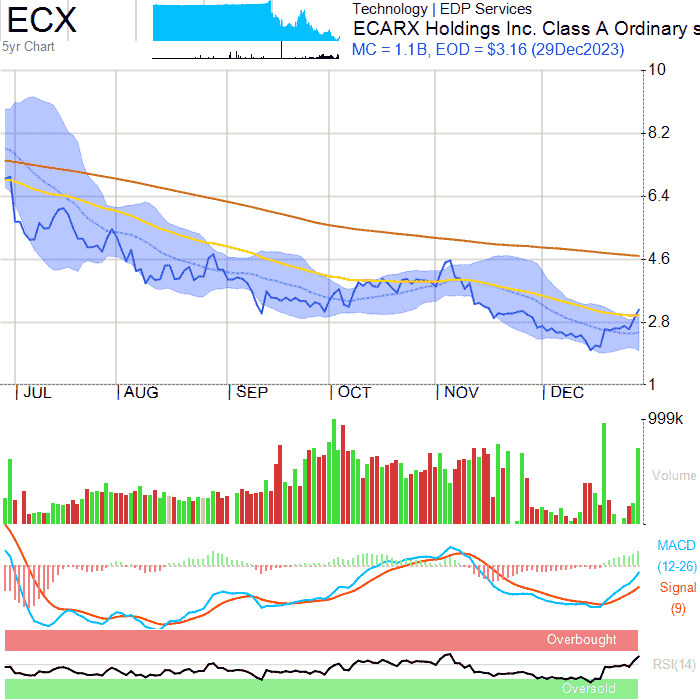 ECX
5yr Chart
Technology | EDP Services
ECARX Holdings Inc. Class A Ordinary s
MC = 1.1B, EOD = $3.16 (29Dec2023)
10
8.2
6.4
4.6
2.8
1
JUL AUG SEP OCT NOV DEC
999k
Volume
MACD
(12-26)
Signal
(9)
Overbought
RSI(14)
Oversold